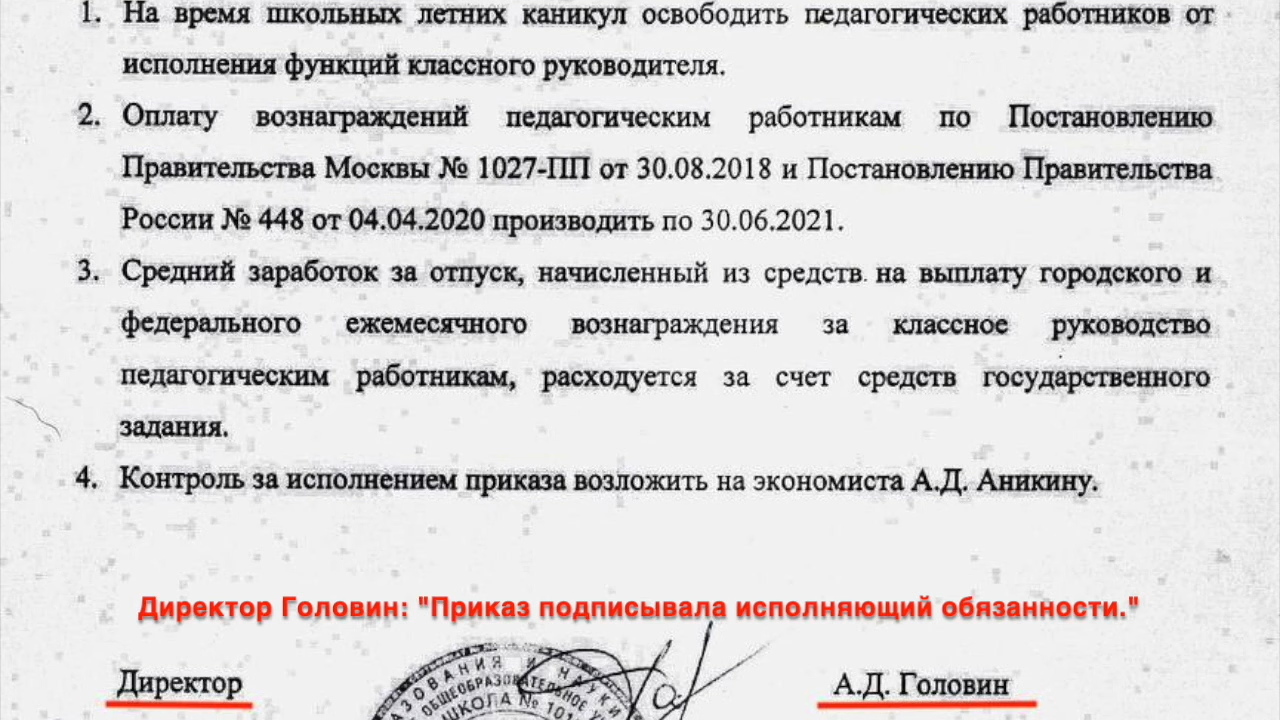 1. На время школьных летних каникул освободить педагогических работников от
исполнения функций классного руководителя.
2. Оплату вознаграждений педагогическим работникам по Постановлению
Правительства Москвы № 1027-ПП от 30.08.2018 и Постановлению Правительства
России № 448 от 04.04.2020 производить по 30.06.2021.
3. Средний заработок за отпуск, начисленный из средств на выплату городского и
федерального ежемесячного вознаграждения за классное руководство
педагогическим работникам, расходуется за счет средств государственного
задания.
4. Контроль за исполнением приказа возложить на экономиста А.Д. Аникину.
Директор Головин: "Приказ подписывала исполняющий обязанности."
Директор
А.Д. Головин
И НАУКИ
ОБЩЕОБРАЗОВАТЕЛЬНОЕ
ШКОЛА №